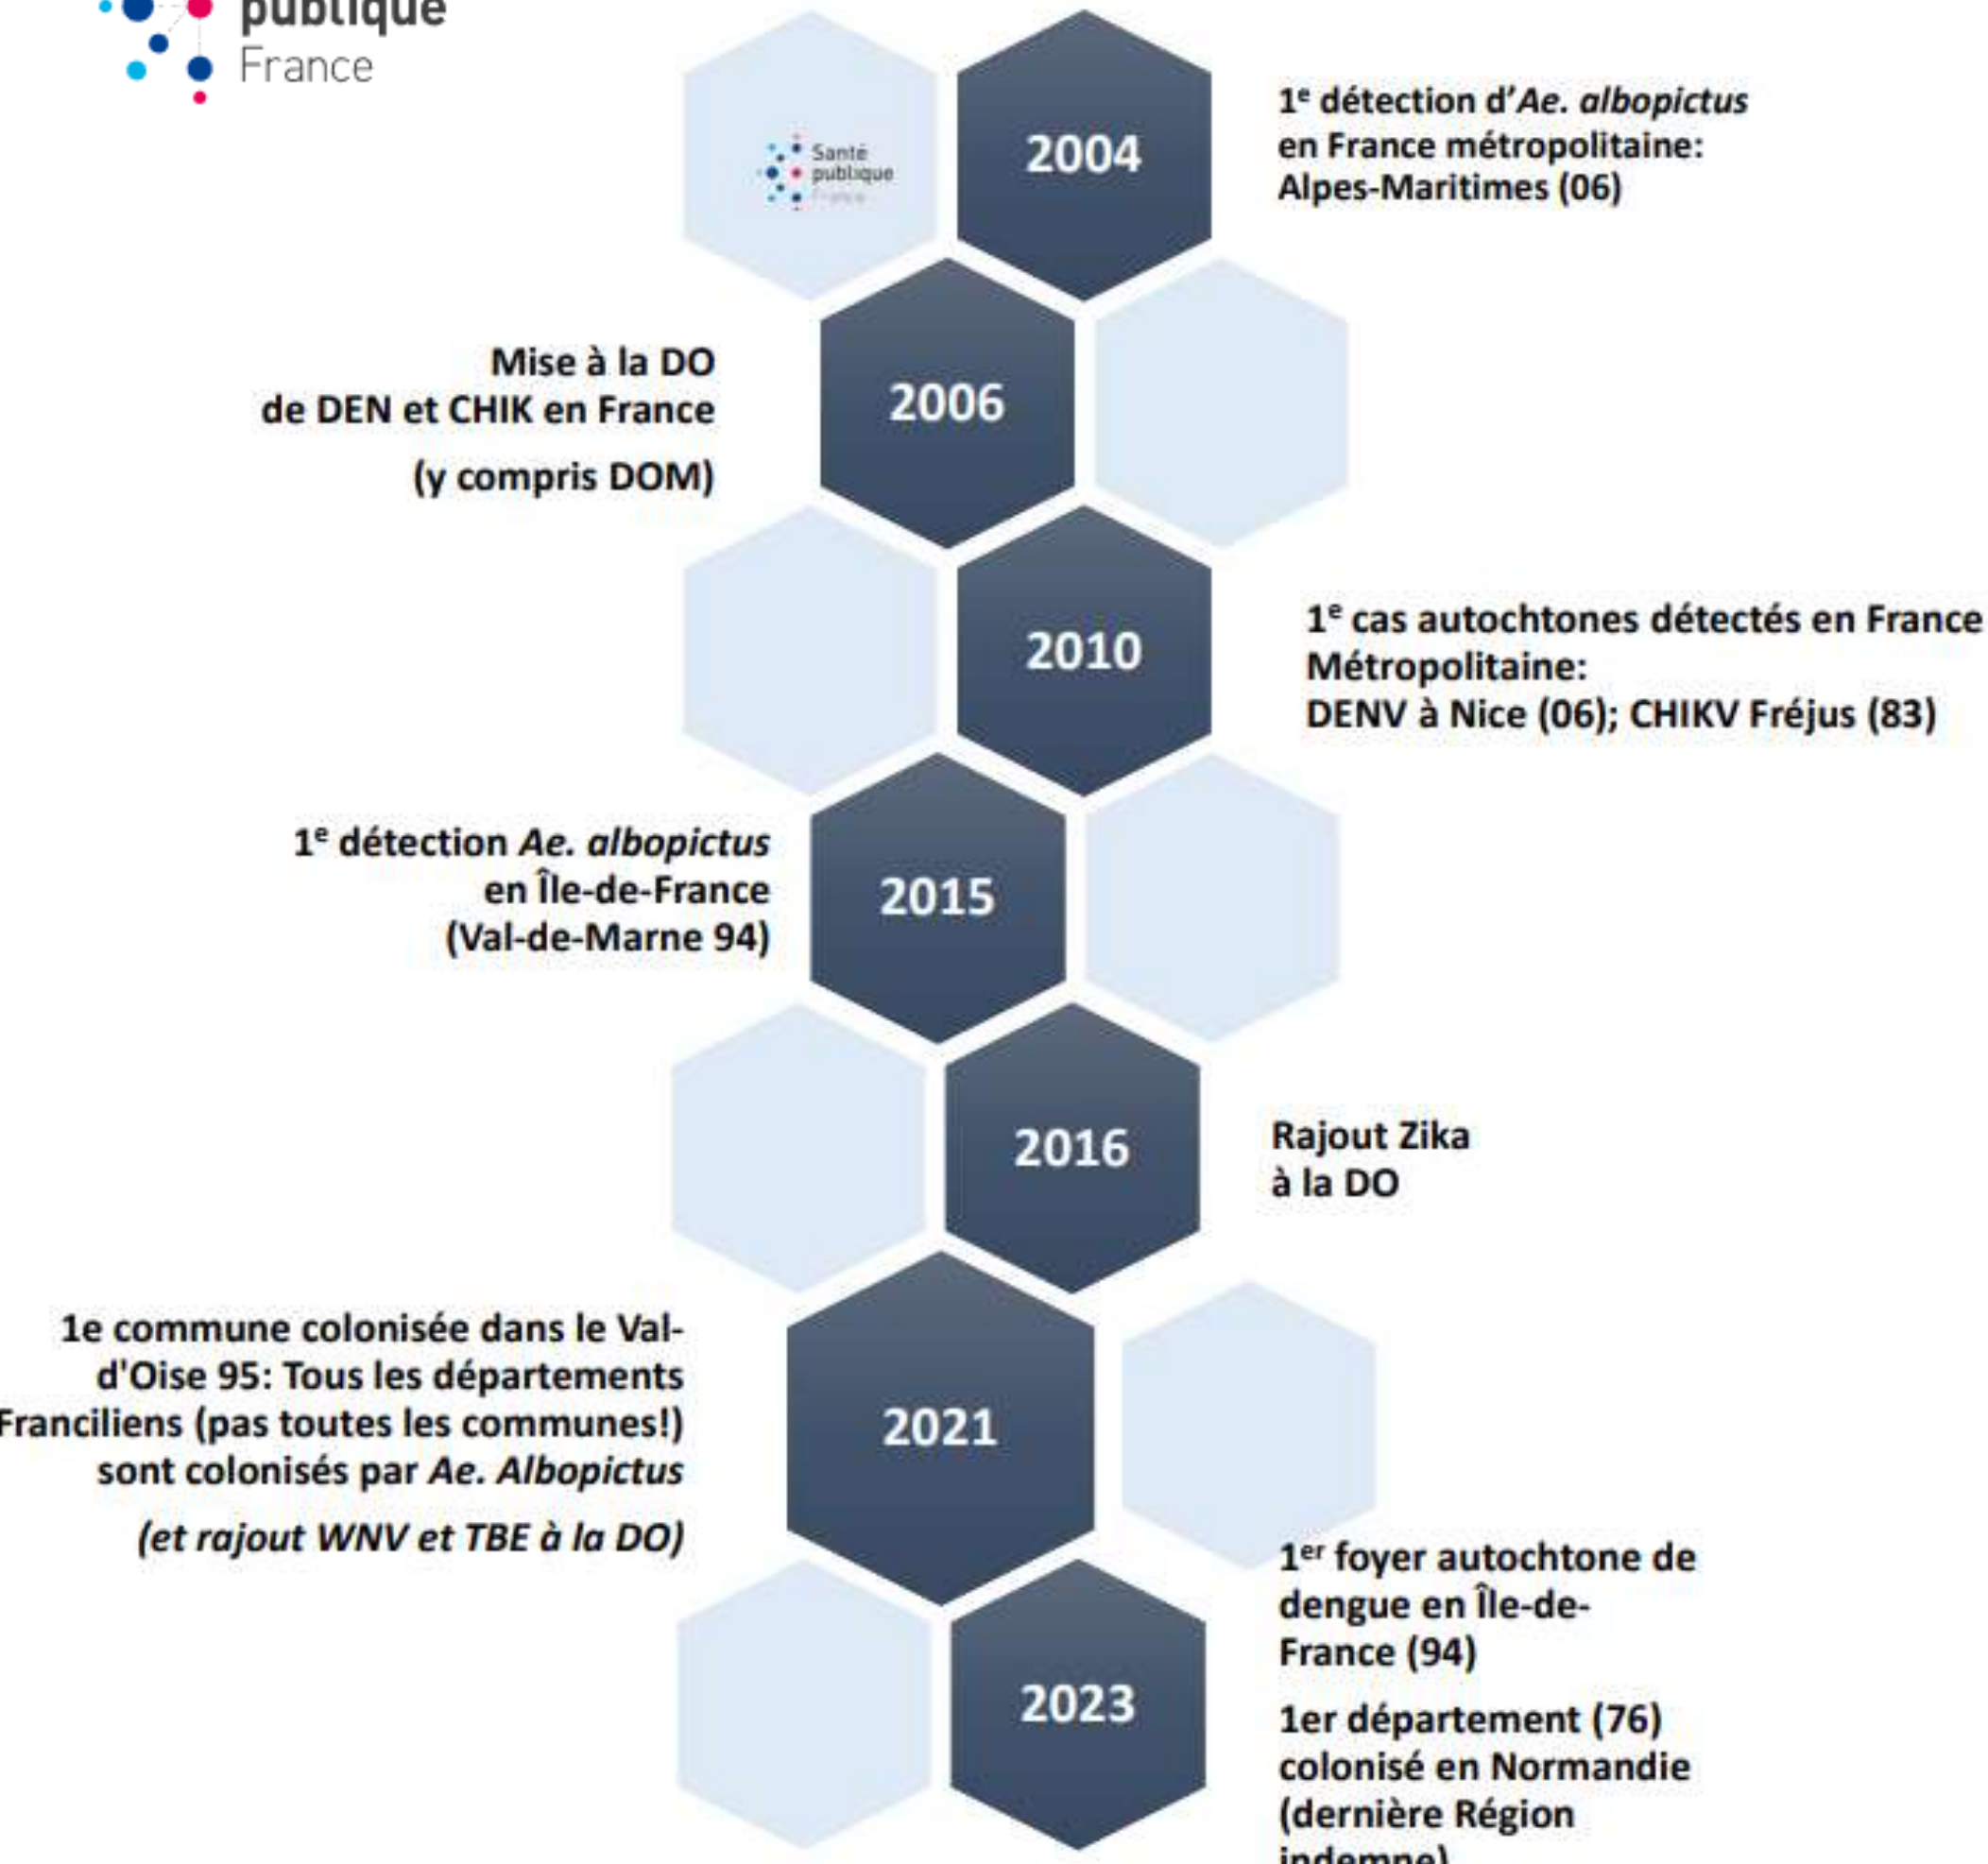 publique
France
Santé
publique
France
2004
1e détection d'Ae. albopictus
en France métropolitaine:
Alpes-Maritimes (06)
Mise à la DO
de DEN et CHIK en France
(y compris DOM)
2006
2010
1e cas autochtones détectés en France
Métropolitaine:
DENV à Nice (06); CHIKV Fréjus (83)
1e détection Ae. albopictus
en Île-de-France
(Val-de-Marne 94)
2015
2016
Rajout Zika
à la DO
1e commune colonisée dans le Val-
d'Oise 95: Tous les départements
Franciliens (pas toutes les communes!)
sont colonisés par Ae. Albopictus
(et rajout WNV et TBE à la DO)
2021
2023
1er foyer autochtone de
dengue en Île-de-
France (94)
1er département (76)
colonisé en Normandie
(dernière Région
indemne)